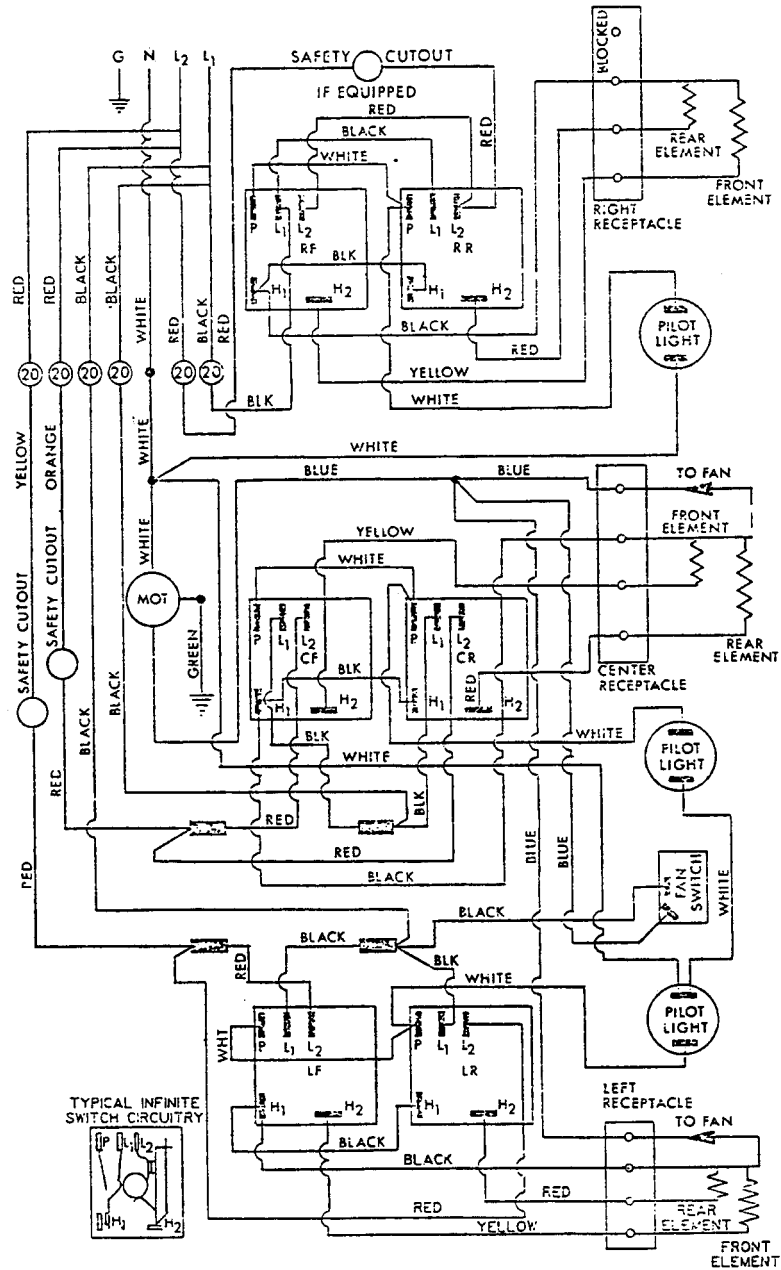 G N L2 L1
SAFETY CUTOUT
IF EQUIPPED
RED
BLACK
WHITE
RED
BLOCKED
REAR
ELEMENT
FRONT
ELEMENT
RIGHT
RECEPTACLE
P L1 L2
RF
H1 H2
BLK
P L1 L2
RR
H1 H2
RED
RED
BLACK
BLACK
WHITE
RED
BLACK
RED
BLACK
RED
YELLOW
WHITE
PILOT
LIGHT
20 20 20 20 20 20
BLK
YELLOW
ORANGE
WHITE
WHITE
BLUE
BLUE
TO FAN
FRONT
ELEMENT
YELLOW
WHITE
WHITE
MOT
GREEN
SAFETY CUTOUT
SAFETY CUTOUT
P L1 L2
CF
H1 H2
BLK
P L1 L2
CR
H1 H2
RED
REAR
ELEMENT
CENTER
RECEPTACLE
BLACK
BLACK
BLK
WHITE
WHITE
PILOT
LIGHT
RED
RED
BLK
RED
BLACK
BLUE
BLUE
FAN
SWITCH
WHITE
RED
BLACK
BLACK
RED
BLK
WHITE
PILOT
LIGHT
WHT
P L1 L2
LF
H1 H2
P L1 L2
LR
H1 H2
LEFT
RECEPTACLE
TO FAN
BLACK
BLACK
RED
RED
YELLOW
REAR
ELEMENT
FRONT
ELEMENT
TYPICAL INFINITE
SWITCH CIRCUITRY
P L1 L2
H1 H2